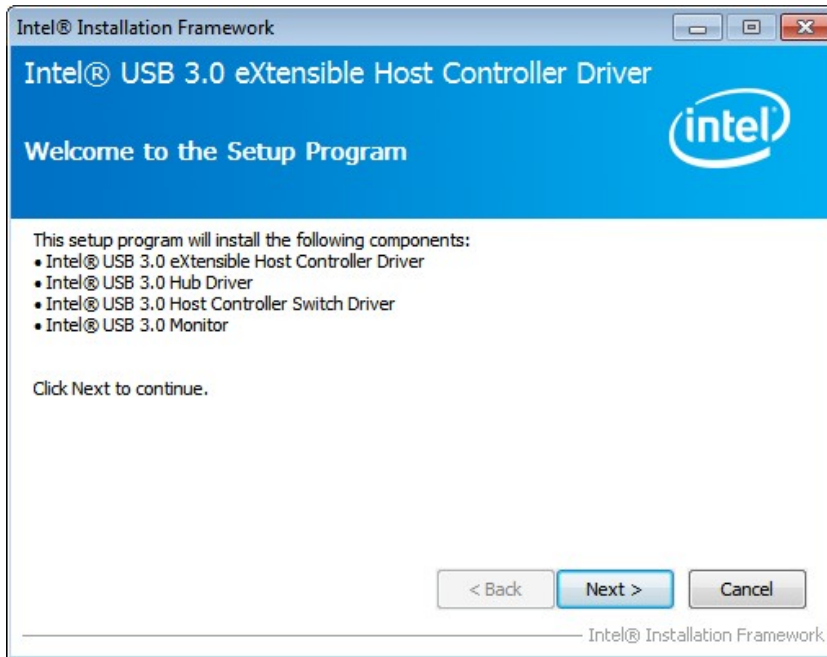 Intel® Installation Framework
Intel® USB 3.0 eXtensible Host Controller Driver
intel
Welcome to the Setup Program
This setup program will install the following components:
• Intel® USB 3.0 eXtensible Host Controller Driver
• Intel® USB 3.0 Hub Driver
• Intel® USB 3.0 Host Controller Switch Driver
• Intel® USB 3.0 Monitor
Click Next to continue.
< Back Next > Cancel
Intel® Installation Framework